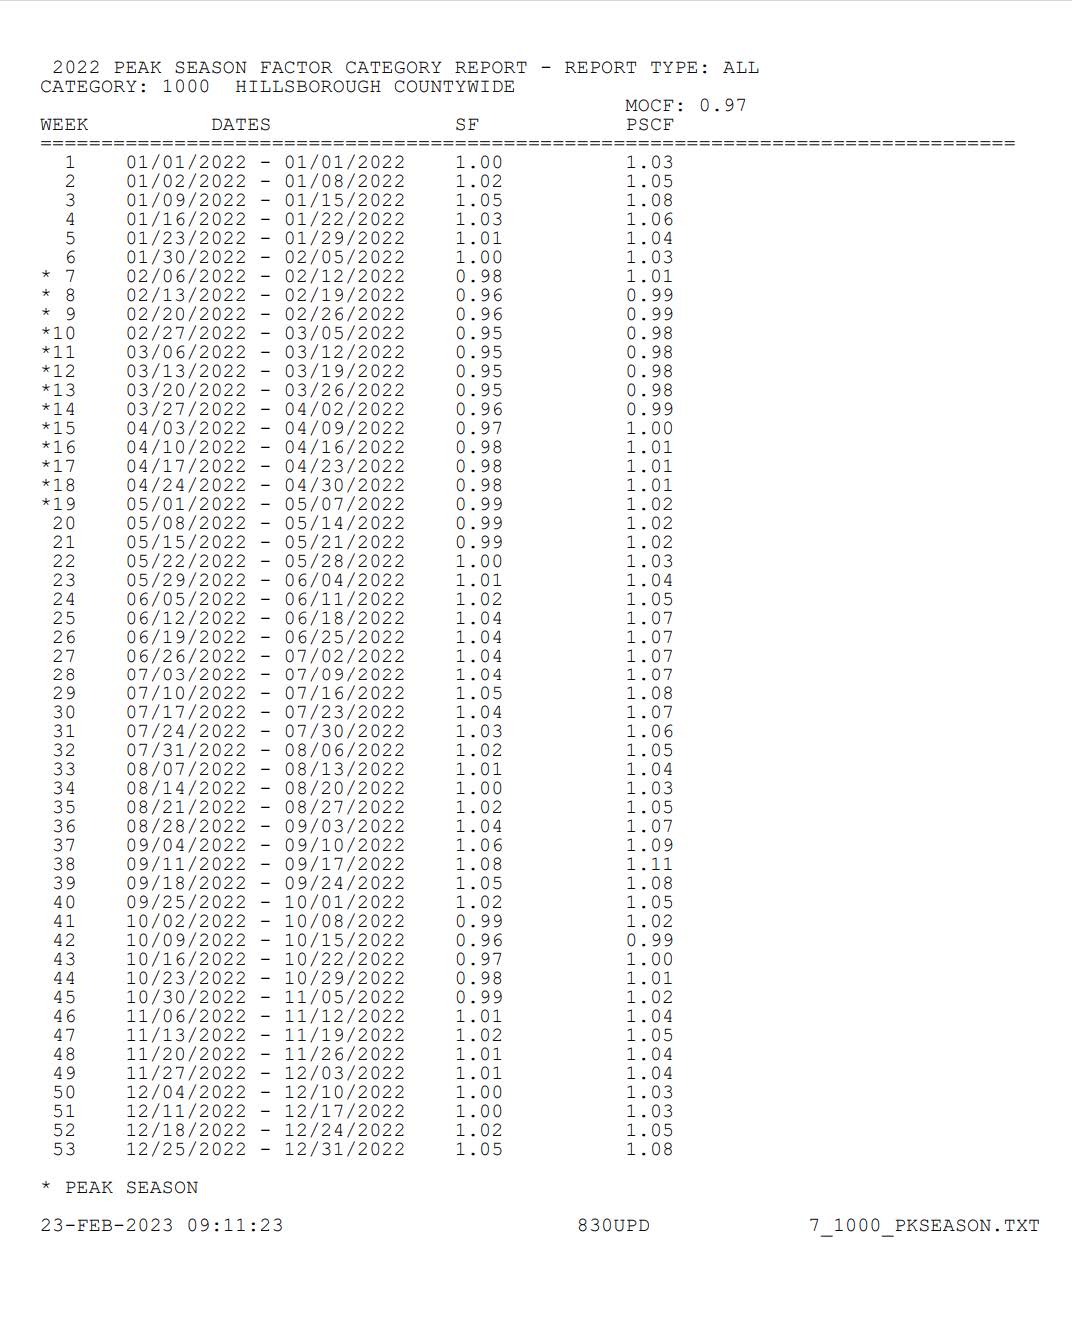 2022 PEAK SEASON FACTOR CATEGORY REPORT - REPORT TYPE: ALL
CATEGORY: 1000  HILLSBOROUGH COUNTYWIDE
MOCF: 0.97
WEEK DATES SF PSCF
================================================================================
1 01/01/2022 - 01/01/2022 1.00 1.03
2 01/02/2022 - 01/08/2022 1.02 1.05
3 01/09/2022 - 01/15/2022 1.05 1.08
4 01/16/2022 - 01/22/2022 1.03 1.06
5 01/23/2022 - 01/29/2022 1.01 1.04
6 01/30/2022 - 02/05/2022 1.00 1.03
* 7 02/06/2022 - 02/12/2022 0.98 1.01
* 8 02/13/2022 - 02/19/2022 0.96 0.99
* 9 02/20/2022 - 02/26/2022 0.96 0.99
*10 02/27/2022 - 03/05/2022 0.95 0.98
*11 03/06/2022 - 03/12/2022 0.95 0.98
*12 03/13/2022 - 03/19/2022 0.95 0.98
*13 03/20/2022 - 03/26/2022 0.95 0.98
*14 03/27/2022 - 04/02/2022 0.96 0.99
*15 04/03/2022 - 04/09/2022 0.97 1.00
*16 04/10/2022 - 04/16/2022 0.98 1.01
*17 04/17/2022 - 04/23/2022 0.98 1.01
*18 04/24/2022 - 04/30/2022 0.98 1.01
*19 05/01/2022 - 05/07/2022 0.99 1.02
20 05/08/2022 - 05/14/2022 0.99 1.02
21 05/15/2022 - 05/21/2022 0.99 1.02
22 05/22/2022 - 05/28/2022 1.00 1.03
23 05/29/2022 - 06/04/2022 1.01 1.04
24 06/05/2022 - 06/11/2022 1.02 1.05
25 06/12/2022 - 06/18/2022 1.04 1.07
26 06/19/2022 - 06/25/2022 1.04 1.07
27 06/26/2022 - 07/02/2022 1.04 1.07
28 07/03/2022 - 07/09/2022 1.04 1.07
29 07/10/2022 - 07/16/2022 1.05 1.08
30 07/17/2022 - 07/23/2022 1.04 1.07
31 07/24/2022 - 07/30/2022 1.03 1.06
32 07/31/2022 - 08/06/2022 1.02 1.05
33 08/07/2022 - 08/13/2022 1.01 1.04
34 08/14/2022 - 08/20/2022 1.00 1.03
35 08/21/2022 - 08/27/2022 1.02 1.05
36 08/28/2022 - 09/03/2022 1.04 1.07
37 09/04/2022 - 09/10/2022 1.06 1.09
38 09/11/2022 - 09/17/2022 1.08 1.11
39 09/18/2022 - 09/24/2022 1.05 1.08
40 09/25/2022 - 10/01/2022 1.02 1.05
41 10/02/2022 - 10/08/2022 0.99 1.02
42 10/09/2022 - 10/15/2022 0.96 0.99
43 10/16/2022 - 10/22/2022 0.97 1.00
44 10/23/2022 - 10/29/2022 0.98 1.01
45 10/30/2022 - 11/05/2022 0.99 1.02
46 11/06/2022 - 11/12/2022 1.01 1.04
47 11/13/2022 - 11/19/2022 1.02 1.05
48 11/20/2022 - 11/26/2022 1.01 1.04
49 11/27/2022 - 12/03/2022 1.01 1.04
50 12/04/2022 - 12/10/2022 1.00 1.03
51 12/11/2022 - 12/17/2022 1.00 1.03
52 12/18/2022 - 12/24/2022 1.02 1.05
53 12/25/2022 - 12/31/2022 1.05 1.08
* PEAK SEASON
23-FEB-2023 09:11:23 830UPD 7_1000_PKSEASON.TXT